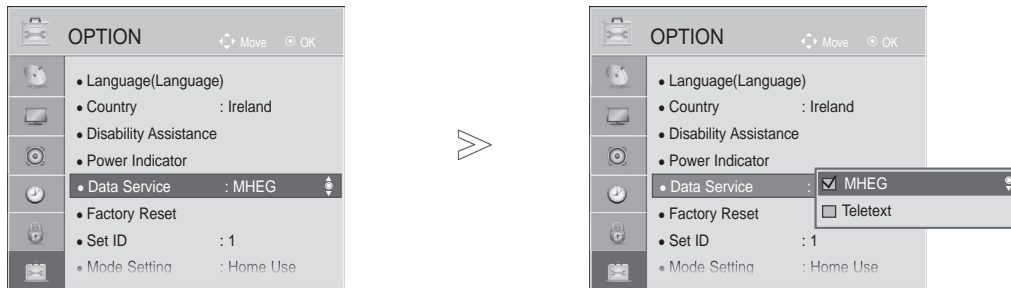 OPTION
Move OK
• Language(Language)
• Country : Ireland
• Disability Assistance
• Power Indicator
• Data Service : MHEG
• Factory Reset
• Set ID : 1
• Mode Setting : Home Use
OPTION
Move OK
• Language(Language)
• Country : Ireland
• Disability Assistance
• Power Indicator
• Data Service :
MHEG
Teletext
• Factory Reset
• Set ID : 1
• Mode Setting : Home Use